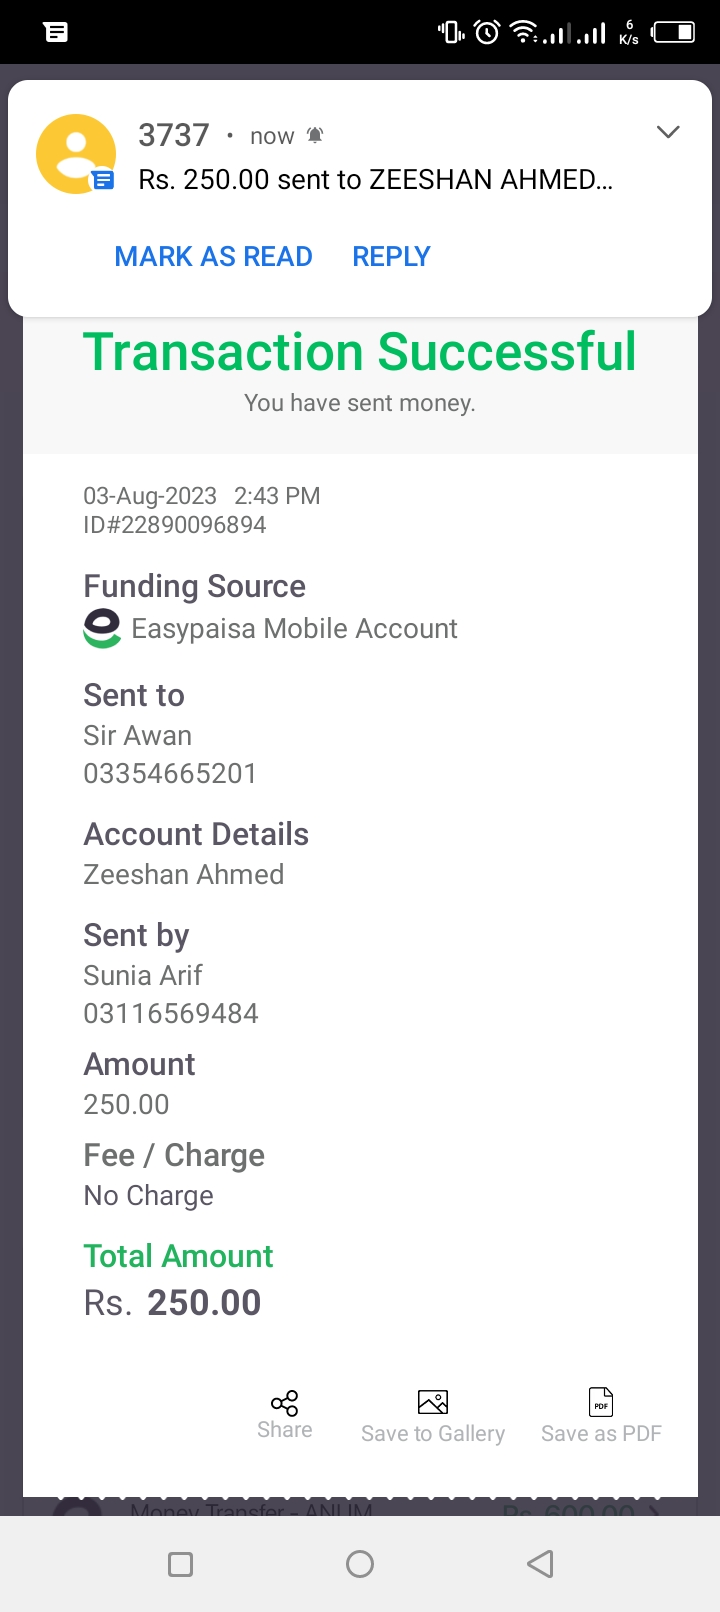 6
K/s
3737 · now
Rs. 250.00 sent to ZEESHAN AHMED...
MARK AS READ REPLY
Transaction Successful
You have sent money.
03-Aug-2023 2:43 PM
ID#22890096894
Funding Source
Easypaisa Mobile Account
Sent to
Sir Awan
03354665201
Account Details
Zeeshan Ahmed
Sent by
Sunia Arif
03116569484
Amount
250.00
Fee / Charge
No Charge
Total Amount
Rs. 250.00
PDF
Share Save to Gallery Save as PDF
Money Transfer - ANUM Rs. 600.00